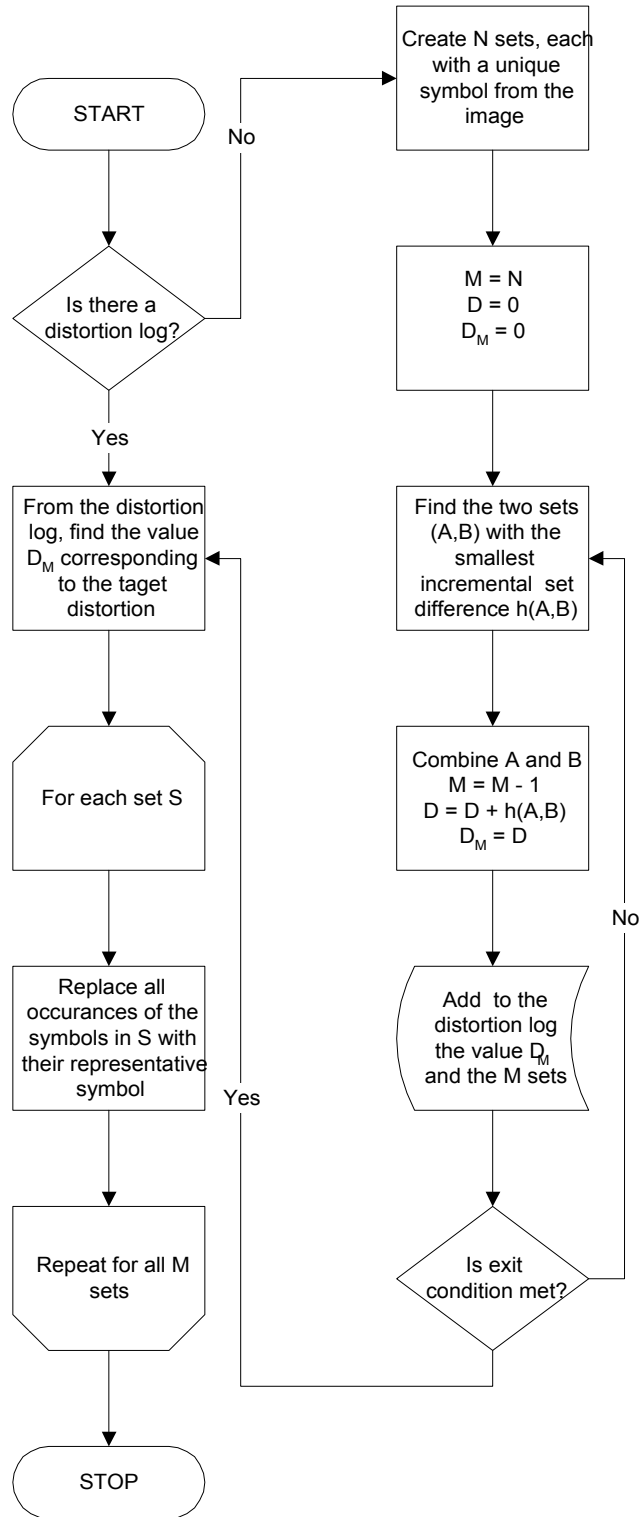 START
Is there a
distortion log?
No
Yes
From the distortion
log, find the value
D_M corresponding
to the taget
distortion
For each set S
Replace all
occurances of the
symbols in S with
their representative
symbol
Repeat for all M
sets
STOP
Create N sets, each
with a unique
symbol from the
image
M = N
D = 0
D_M = 0
Find the two sets
(A,B) with the
smallest
incremental set
difference h(A,B)
Combine A and B
M = M - 1
D = D + h(A,B)
D_M = D
Add to the
distortion log
the value D_M
and the M sets
Is exit
condition met?
No
Yes